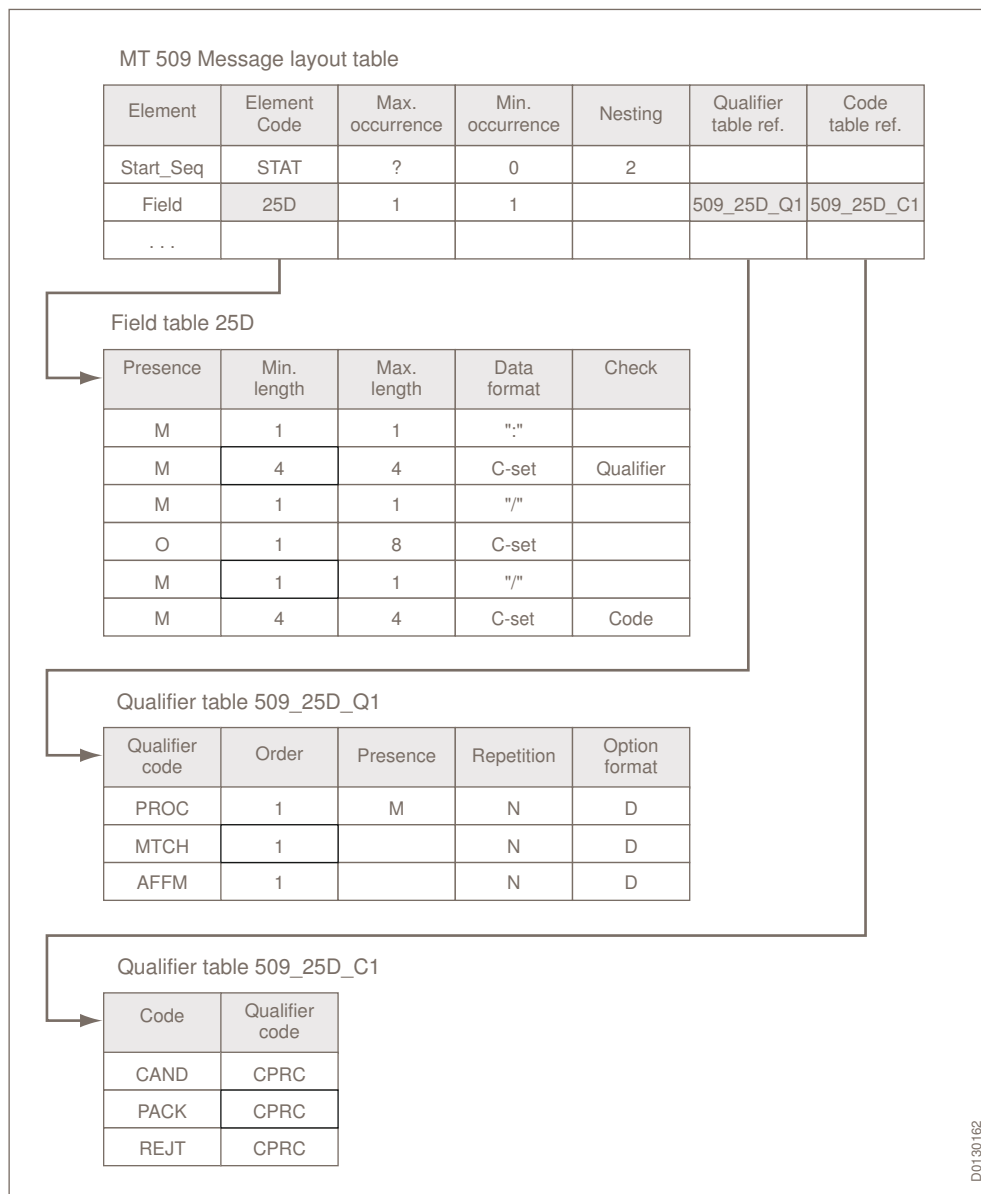 MT 509 Message layout table
Element Element Code Max. occurrence Min. occurrence Nesting Qualifier table ref. Code table ref.
Start_Seq STAT ? 0 2
Field 25D 1 1 509_25D_Q1 509_25D_C1
. . .
Field table 25D
Presence Min. length Max. length Data format Check
M 1 1 ":"
M 4 4 C-set Qualifier
M 1 1 "/"
O 1 8 C-set
M 1 1 "/"
M 4 4 C-set Code
Qualifier table 509_25D_Q1
Qualifier code Order Presence Repetition Option format
PROC 1 M N D
MTCH 1 N D
AFFM 1 N D
Qualifier table 509_25D_C1
Code Qualifier code
CAND CPRC
PACK CPRC
REJT CPRC
D0130162